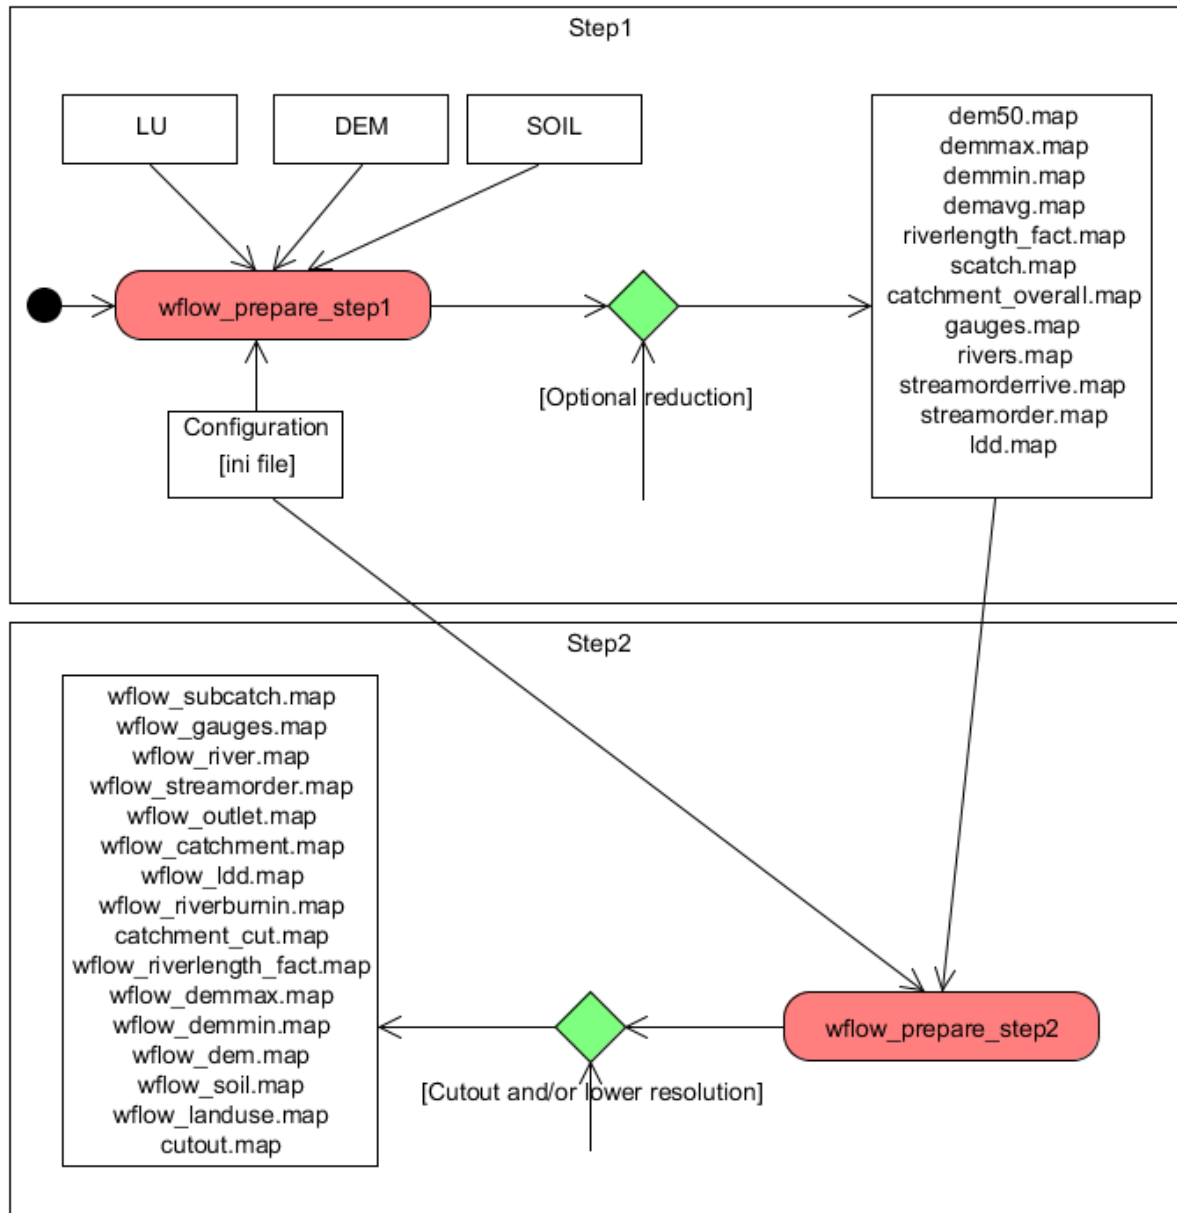 Step1
LU
DEM
SOIL
dem50.map
demmax.map
demmin.map
demavg.map
riverlength_fact.map
scatch.map
catchment_overall.map
gauges.map
rivers.map
streamorderrive.map
streamorder.map
ldd.map
wflow_prepare_step1
[Optional reduction]
Configuration
[ini file]
Step2
wflow_subcatch.map
wflow_gauges.map
wflow_river.map
wflow_streamorder.map
wflow_outlet.map
wflow_catchment.map
wflow_ldd.map
wflow_riverburnin.map
catchment_cut.map
wflow_riverlength_fact.map
wflow_demmax.map
wflow_demmin.map
wflow_dem.map
wflow_soil.map
wflow_landuse.map
cutout.map
[Cutout and/or lower resolution]
wflow_prepare_step2